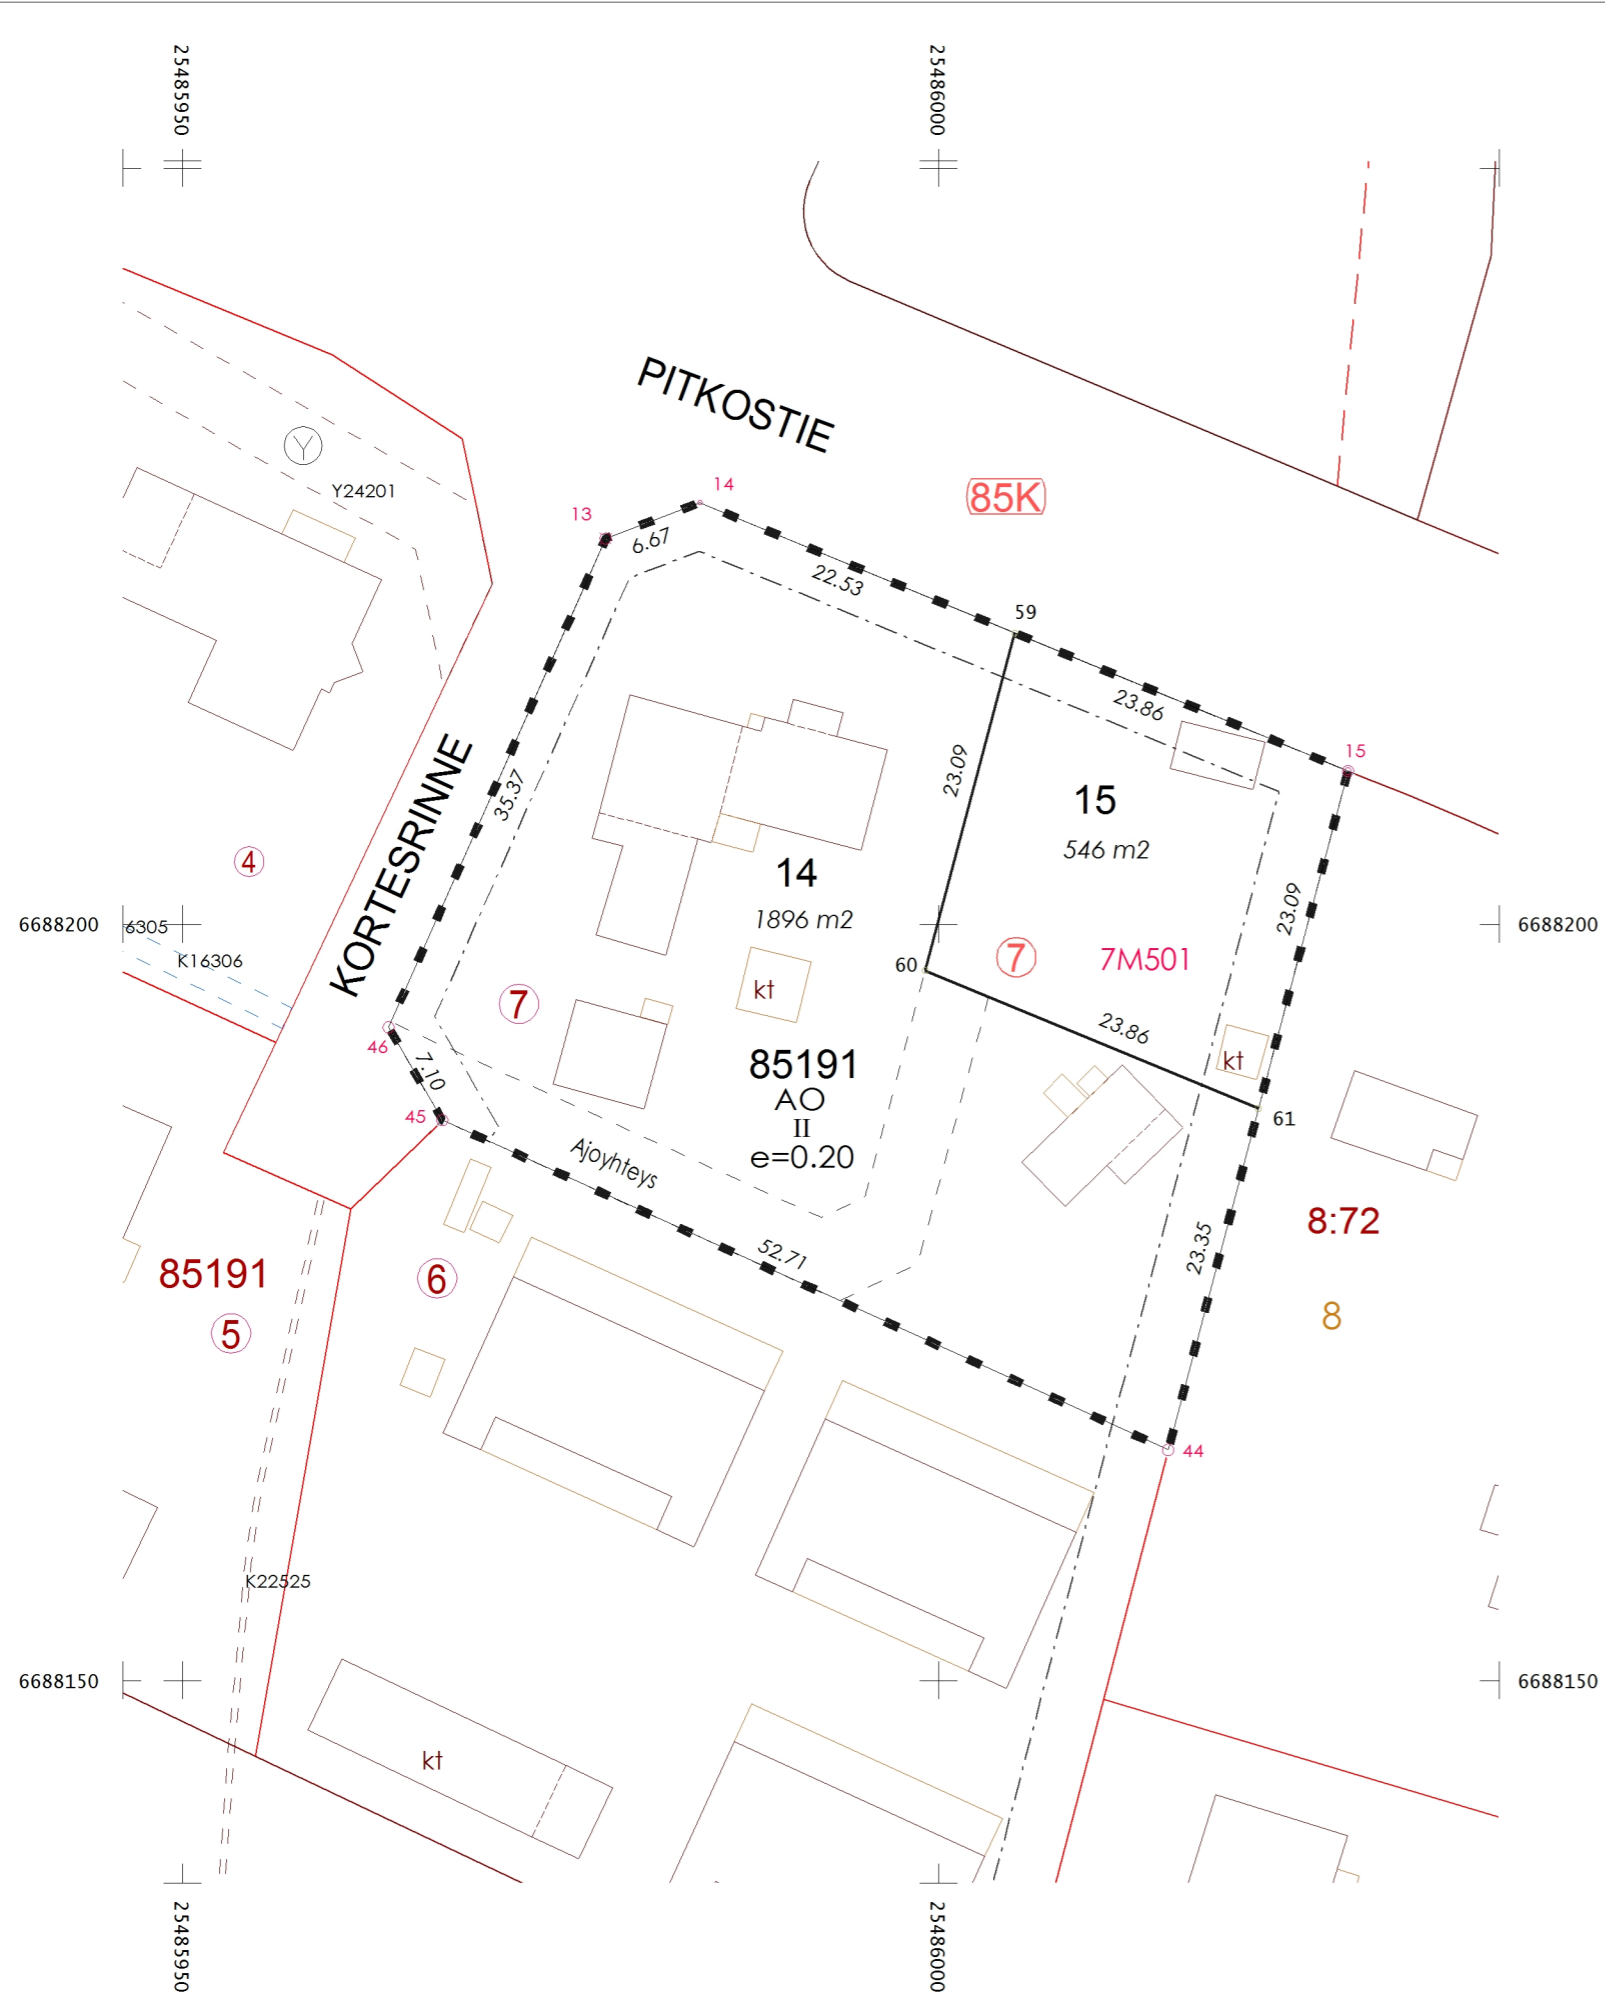 25485950
25486000
PITKOSTIE
Y
Y24201
85K
14
13
6.67
22.53
59
23.86
15
KORTESRINNE
35.37
23.09
15
546 m2
23.09
4
14
1896 m2
6688200
6305
K16306
6688200
60
7
7M501
kt
7
23.86
kt
46
7.10
45
85191
AO
II
e=0.20
61
Ajoyhteys
8:72
23.35
52.71
85191
6
5
8
44
K22525
6688150
6688150
kt
25485950
25486000